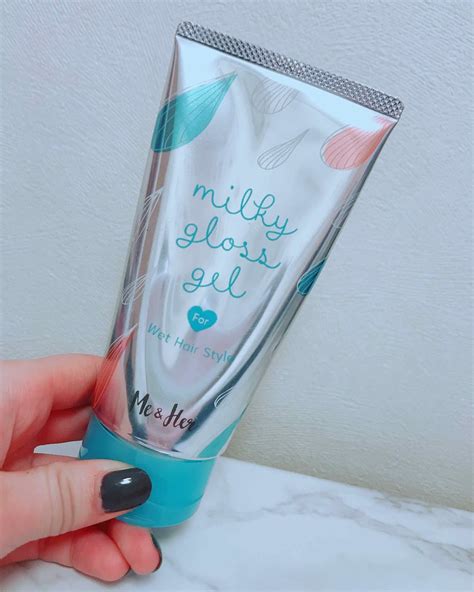 milky
gloss
gel
For
Wet Hair Style
Me & Her